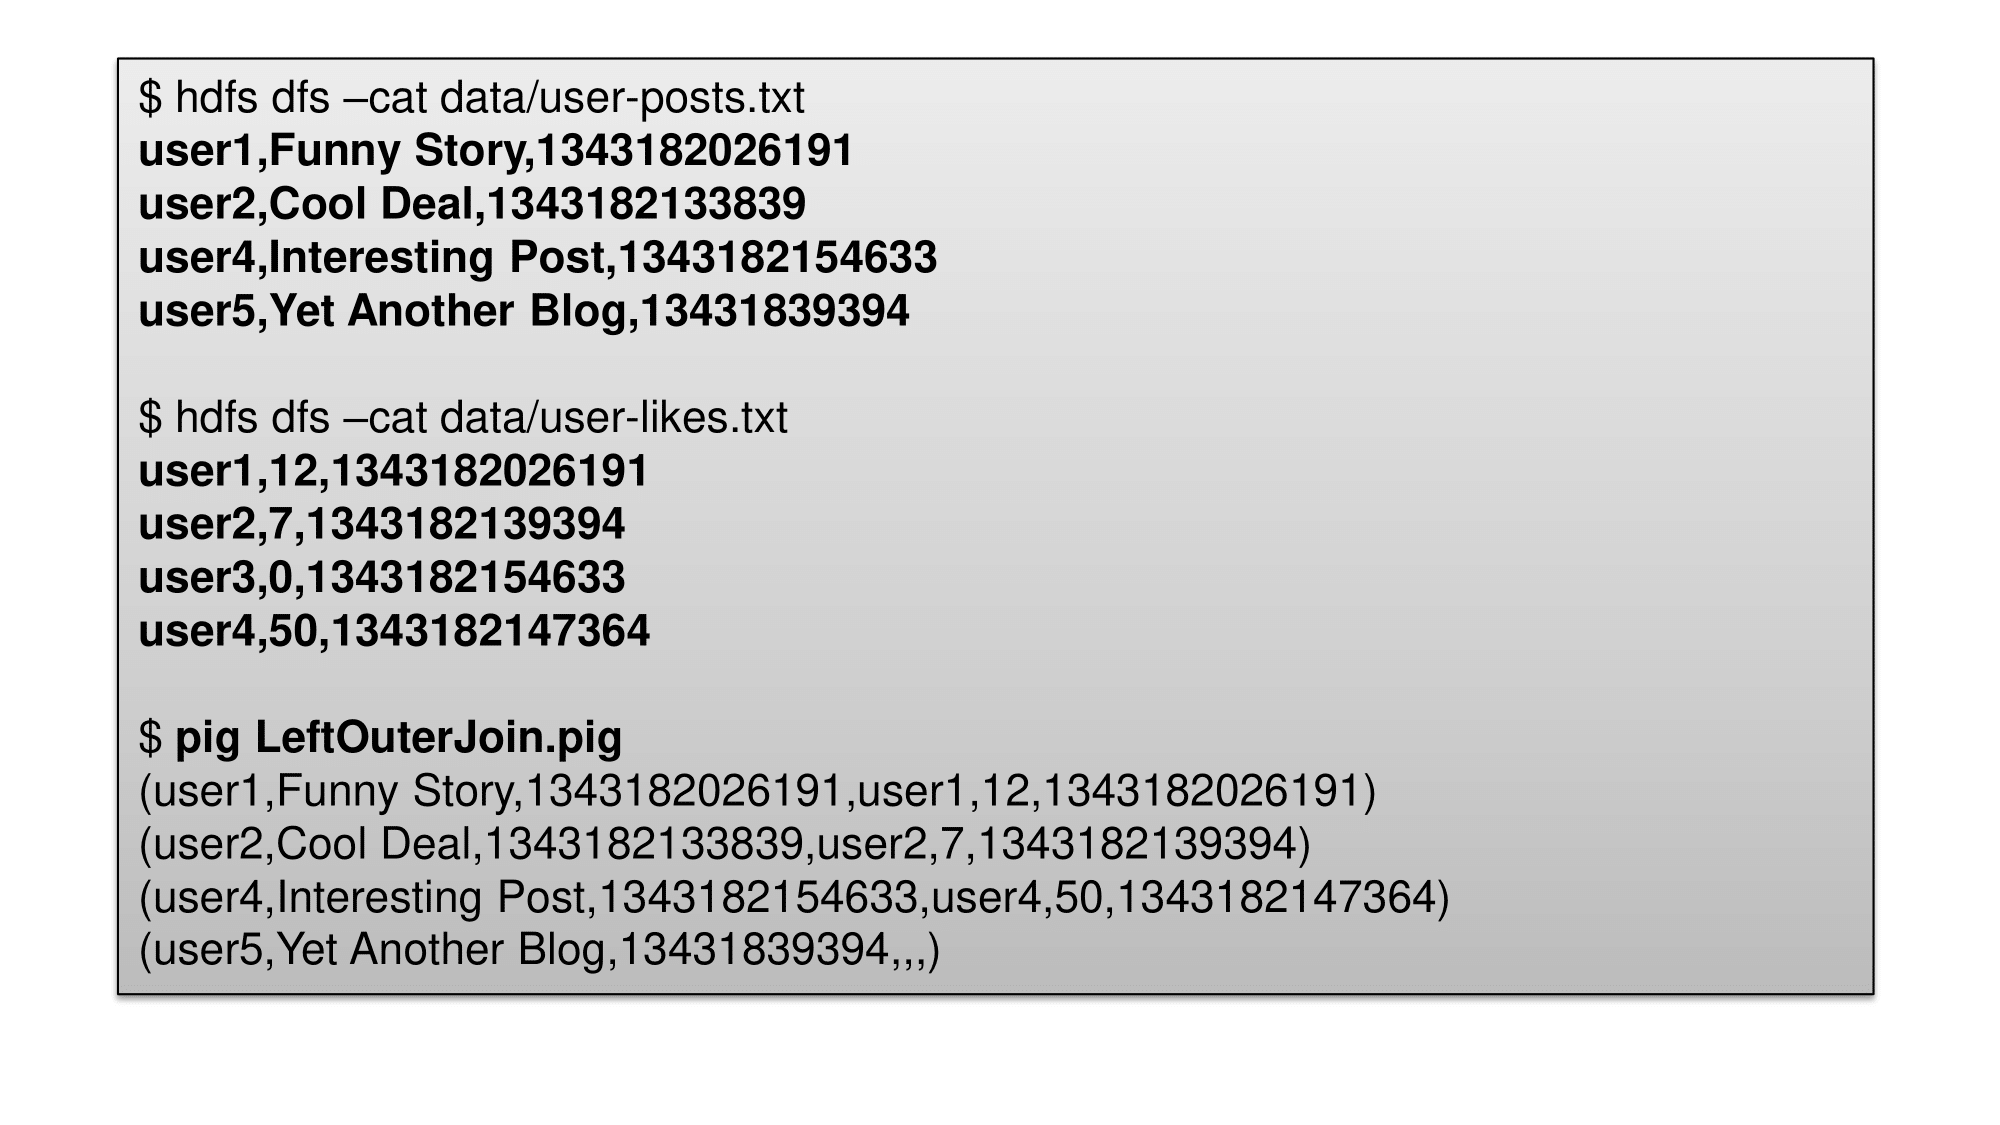 $ hdfs dfs –cat data/user-posts.txt
user1,Funny Story,1343182026191
user2,Cool Deal,1343182133839
user4,Interesting Post,1343182154633
user5,Yet Another Blog,13431839394
$ hdfs dfs –cat data/user-likes.txt
user1,12,1343182026191
user2,7,1343182139394
user3,0,1343182154633
user4,50,1343182147364
$ pig LeftOuterJoin.pig
(user1,Funny Story,1343182026191,user1,12,1343182026191)
(user2,Cool Deal,1343182133839,user2,7,1343182139394)
(user4,Interesting Post,1343182154633,user4,50,1343182147364)
(user5,Yet Another Blog,13431839394,,,)